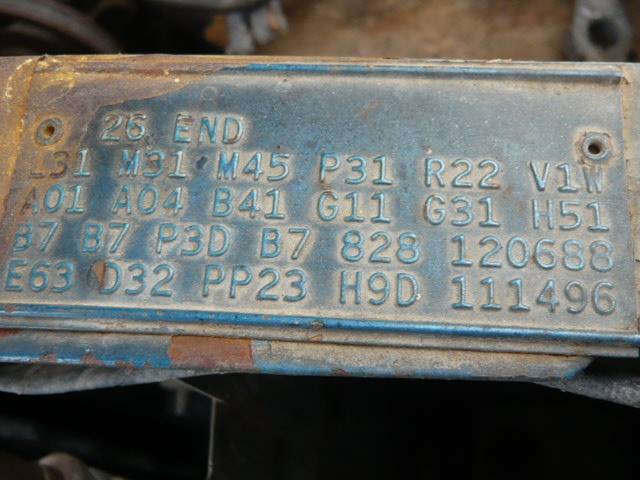 26 END
L31 M31 M45 P31 R22 V1W
A01 A04 B41 G11 G31 H51
B7 B7 P3D B7 828 120688
E63 D32 PP23 H9D 111496